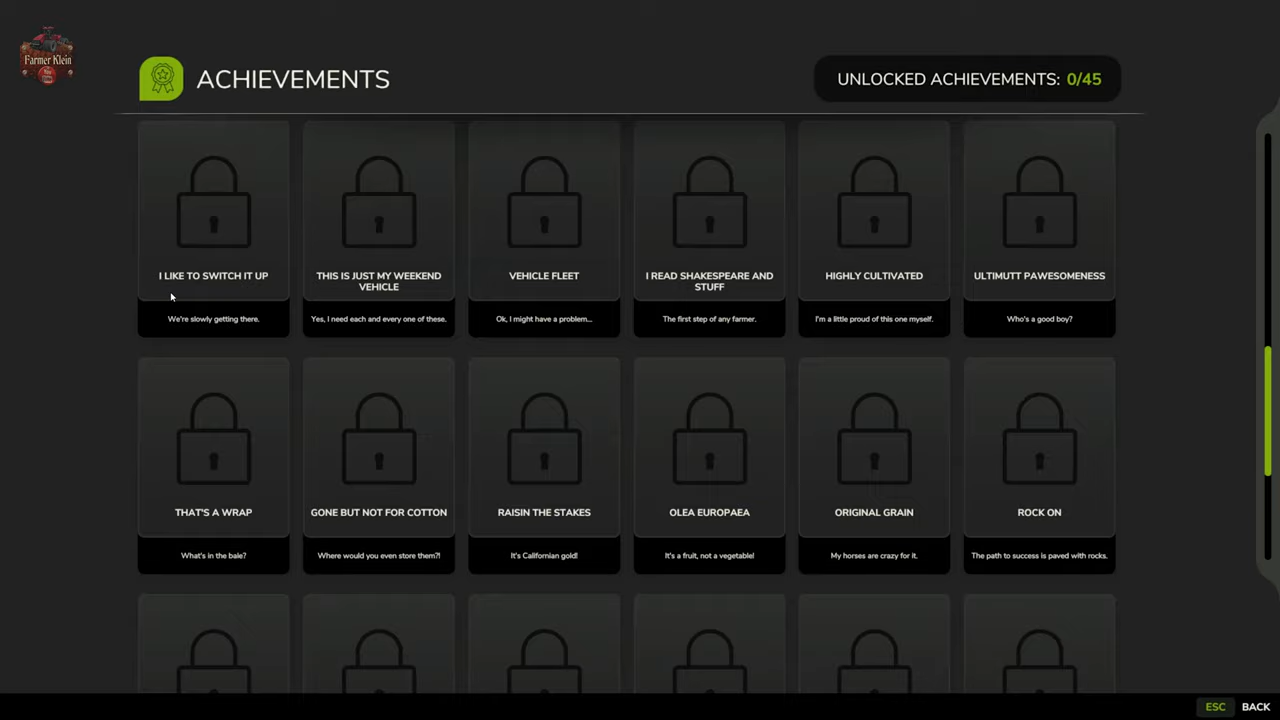 Farmer Klein
ACHIEVEMENTS
UNLOCKED ACHIEVEMENTS: 0/45
I LIKE TO SWITCH IT UP
We're slowly getting there.
THIS IS JUST MY WEEKEND
VEHICLE
Yes, I need each and every one of these.
VEHICLE FLEET
Ok, I might have a problem...
I READ SHAKESPEARE AND
STUFF
The first step of any farmer.
HIGHLY CULTIVATED
I'm a little proud of this one myself.
ULTIMUTT PAWESOMENESS
Who's a good boy?
THAT'S A WRAP
What's in the bale?
GONE BUT NOT FOR COTTON
Where would you even store them?!
RAISIN THE STAKES
It's Californian gold!
OLEA EUROPAEA
It's a fruit, not a vegetable!
ORIGINAL GRAIN
My horses are crazy for it.
ROCK ON
The path to success is paved with rocks.
ESC BACK